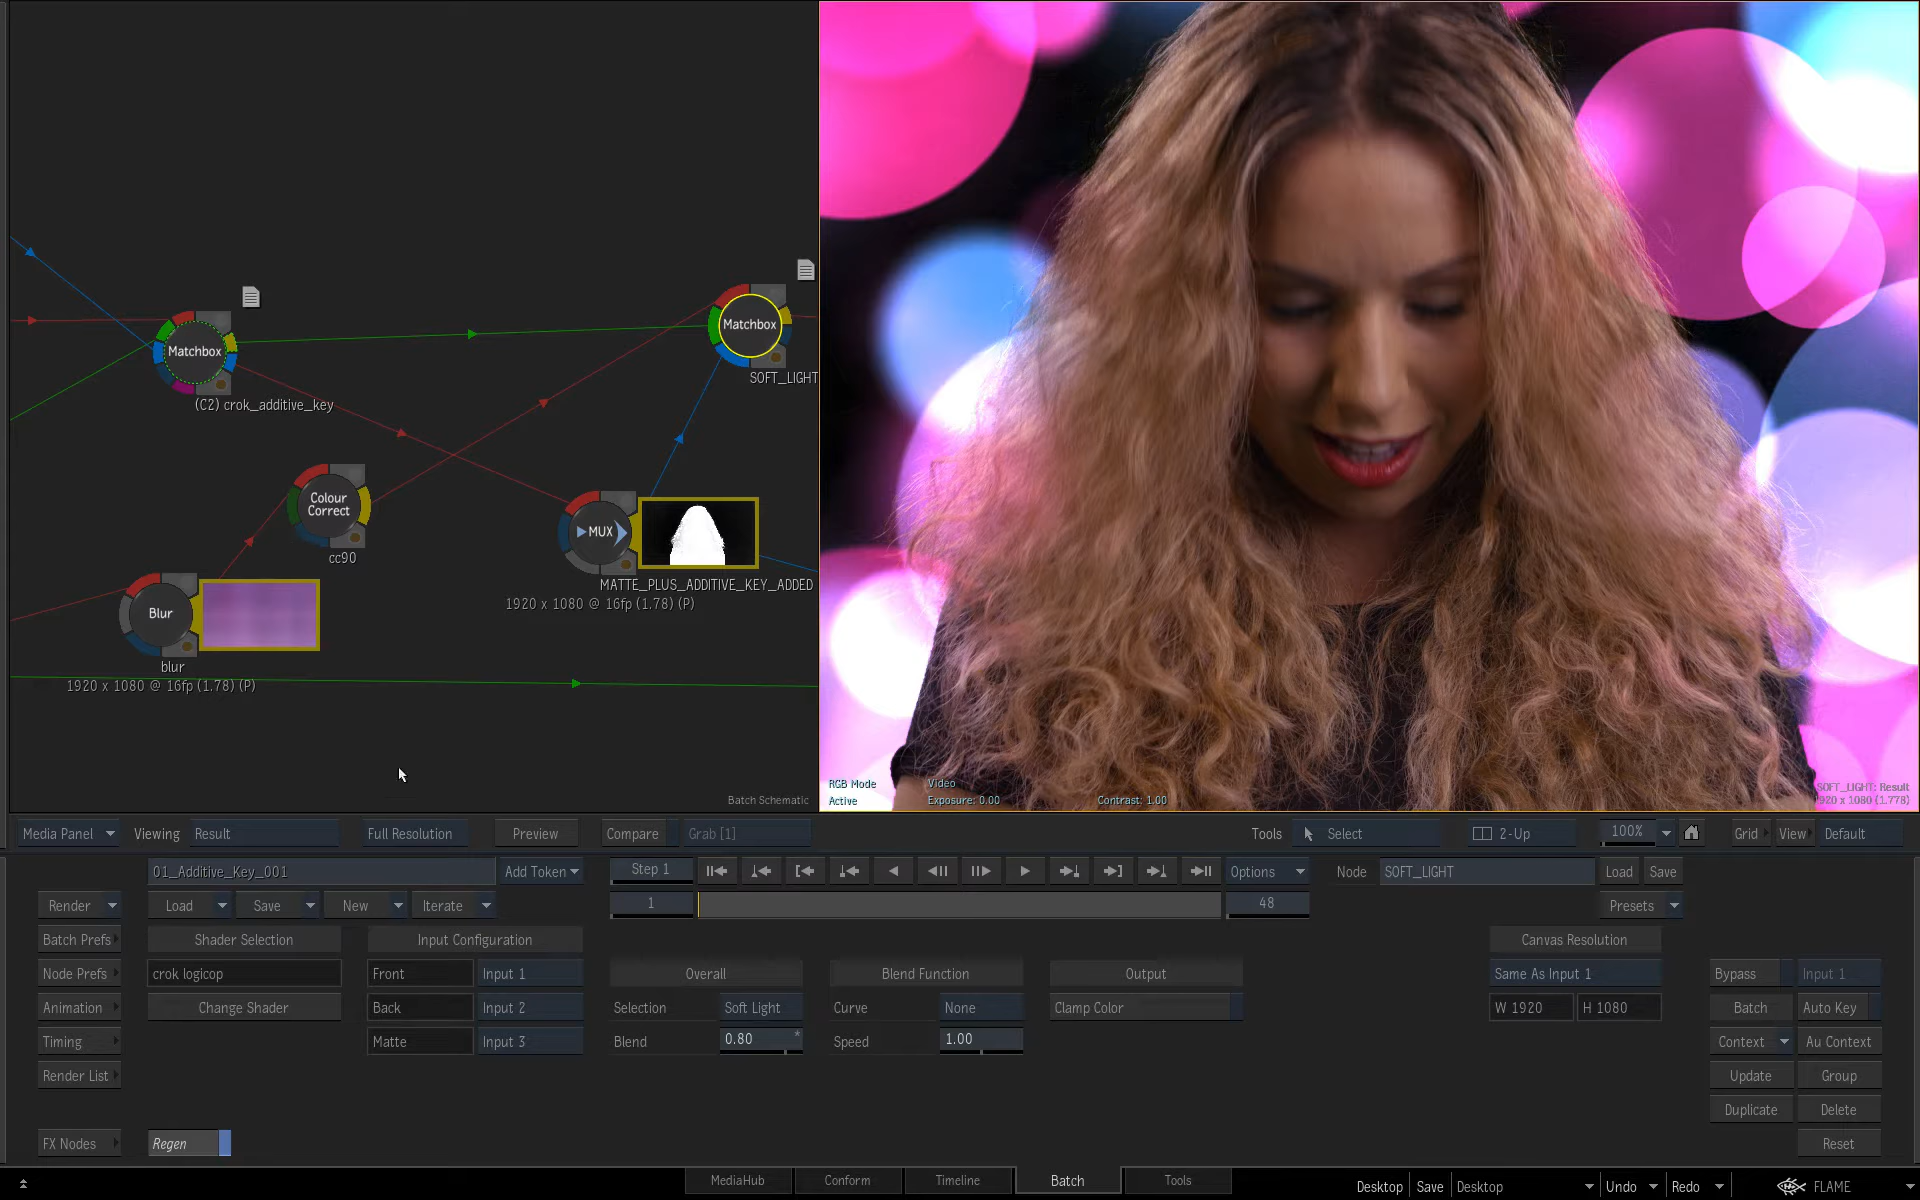 Matchbox
SOFT_LIGHT
Matchbox
(C2) crok_additive_key
Colour
Correct
cc90
MUX
MATTE_PLUS_ADDITIVE_KEY_ADDED
1920 x 1080 @ 16fp (1.78) (P)
Blur
blur
1920 x 1080 @ 16fp (1.78) (P)
Batch Schematic
RGB Mode Video
Active Exposure: 0.00 Contrast: 1.00
SOFT_LIGHT: Result
920 x 1080 (1.778)
Media Panel Viewing Result Full Resolution Preview Compare Grab [1] Tools Select 2-Up 100% Grid View Default
01_Additive_Key_001 Add Token Step 1 Options Node SOFT_LIGHT Load Save
Render Load Save New Iterate 1 48 Presets
Batch Prefs Shader Selection Input Configuration Canvas Resolution
Node Prefs crok logicop Front Input 1 Overall Blend Function Output Same As Input 1 Bypass Input 1
Animation Change Shader Back Input 2 Selection Soft Light Curve None Clamp Color W 1920 H 1080 Batch Auto Key
Timing Matte Input 3 Blend 0.80 * Speed 1.00 Context Au Context
Render List Update Group
Duplicate Delete
FX Nodes Regen Reset
MediaHub Conform Timeline Batch Tools Desktop Save Desktop Undo Redo FLAME